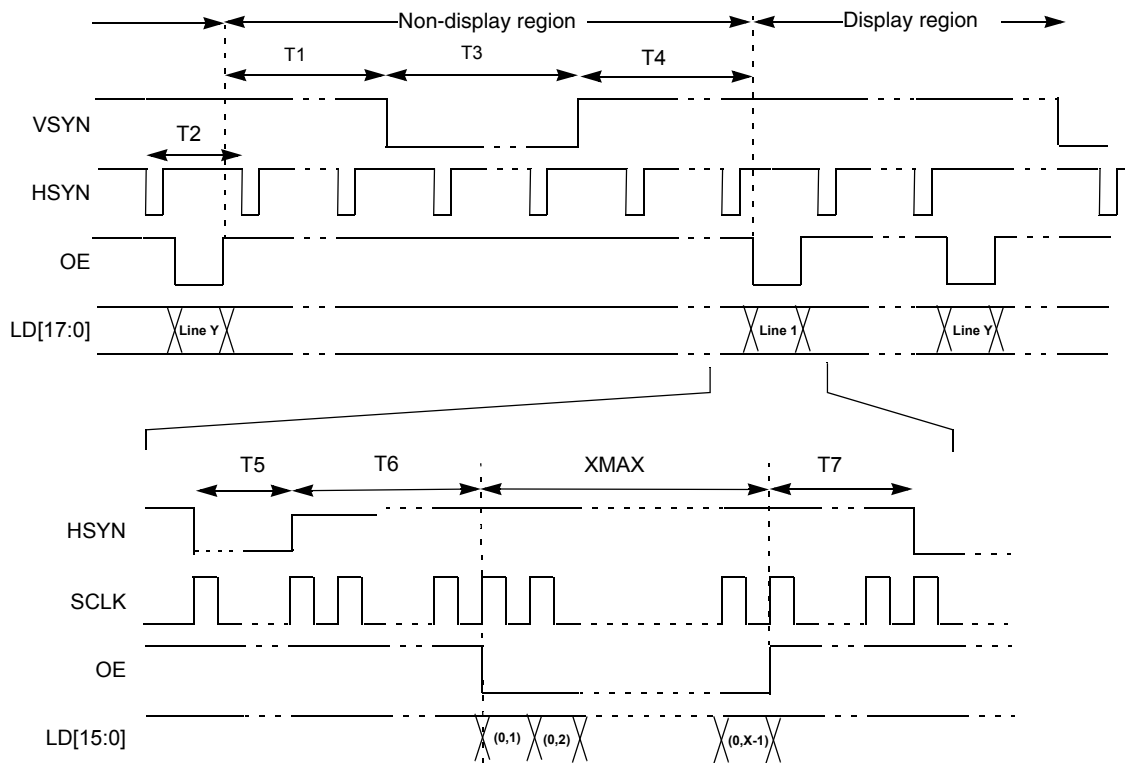 Non-display region
Display region
T1
T3
T4
VSYN
T2
HSYN
OE
LD[17:0]
Line Y
Line 1
Line Y
T5
T6
XMAX
T7
HSYN
SCLK
OE
LD[15:0]
(0,1)
(0,2)
(0,X-1)